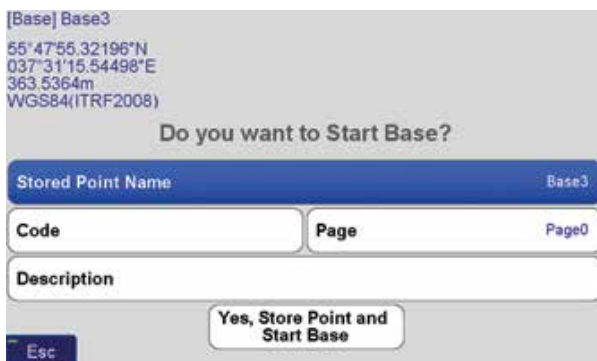 [Base] Base3
55°47'55.32196"N
037°31'15.54498"E
363.5364m
WGS84(ITRF2008)
Do you want to Start Base?
Stored Point Name Base3
Code Page Page0
Description
Yes, Store Point and
Start Base
Esc